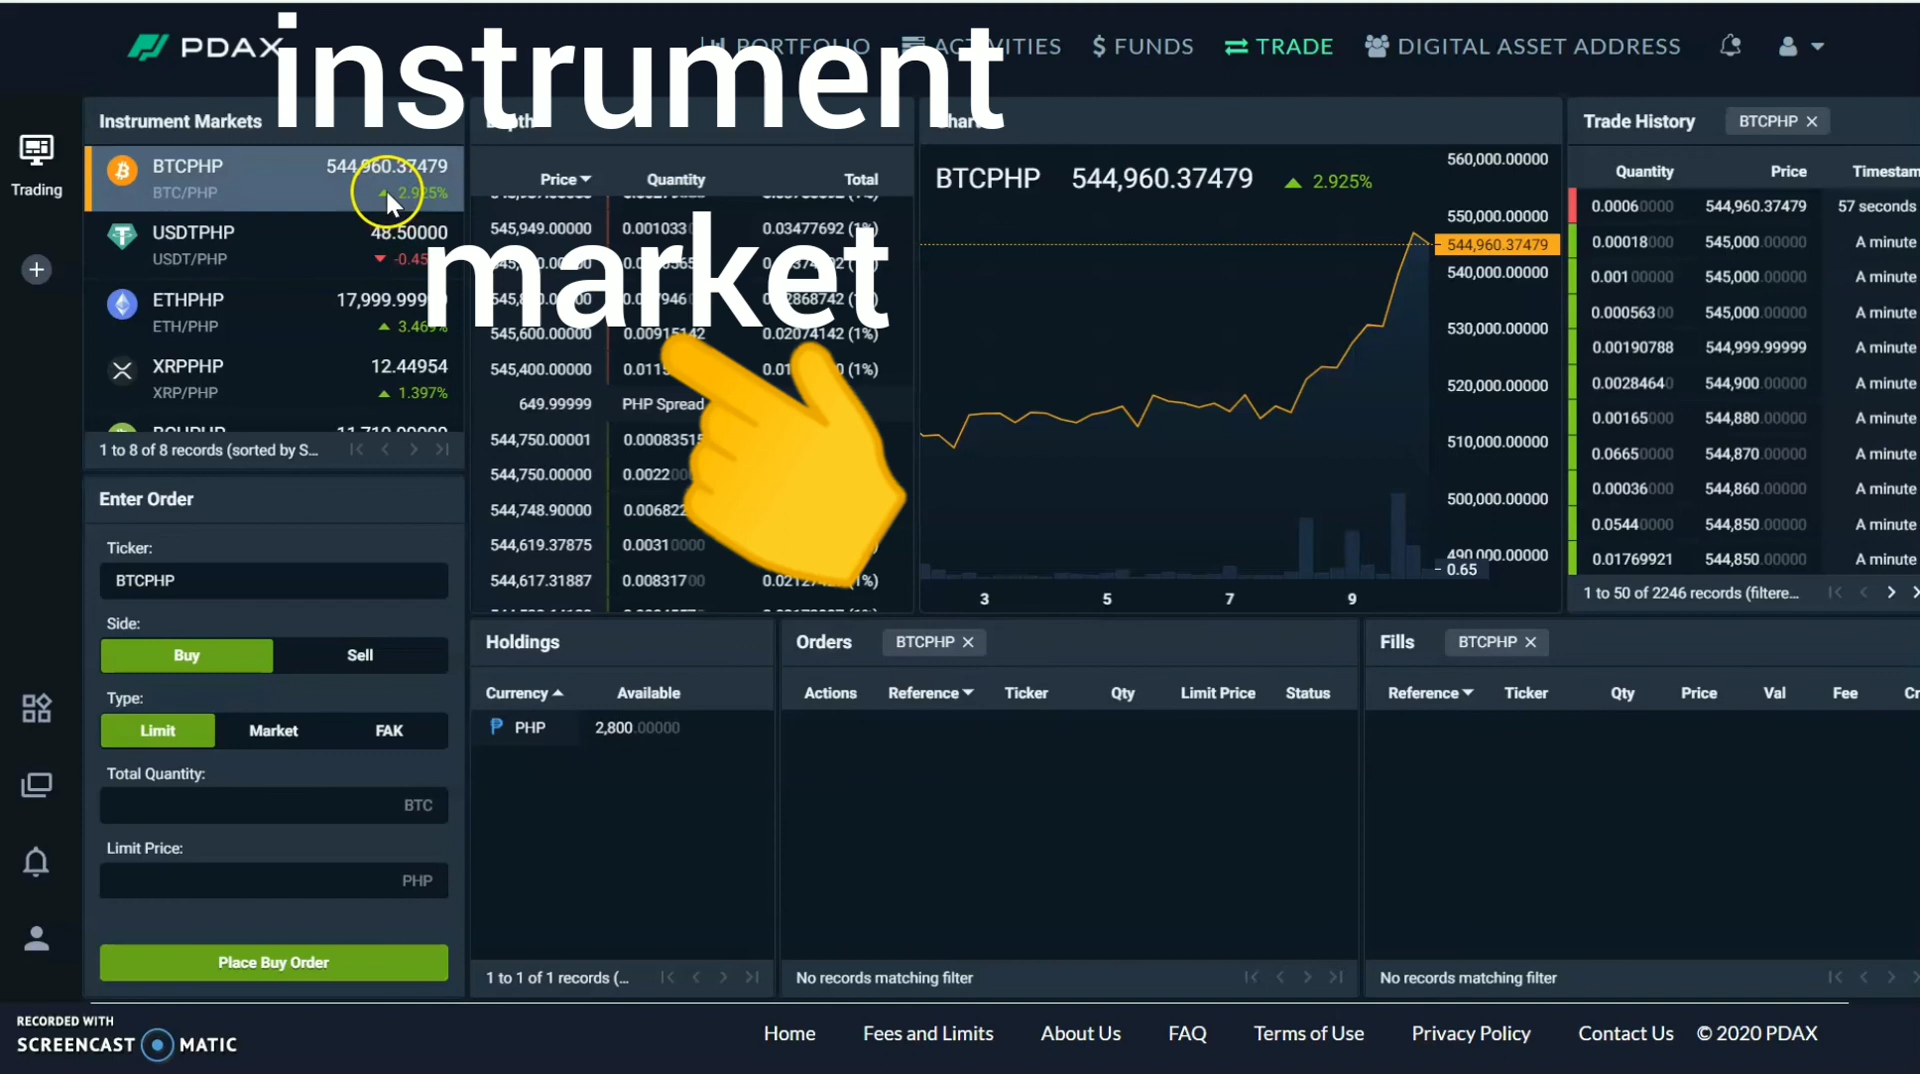 PDAX
PORTFOLIO
ACTIVITIES
$ FUNDS
TRADE
DIGITAL ASSET ADDRESS
instrument
market
Trading
Instrument Markets
BTCPHP 544,960.37479
BTC/PHP 2.925%
USDTPHP 48.50000
USDT/PHP
ETHPHP
ETH/PHP
XRPPHP 12.44954
XRP/PHP 1.397%
1 to 8 of 8 records (sorted by S...
Depth
Price Quantity Total
545,949.00000 0.03477692 (1%)
545,600.00000 0.00915142 0.02074142 (1%)
545,400.00000
649.99999 PHP Spread
544,750.00001 0.00083515
544,750.00000
544,748.90000
544,619.37875 0.00310000
544,617.31887 0.00831700
BTCPHP 544,960.37479 2.925%
560,000.00000
550,000.00000
544,960.37479
540,000.00000
530,000.00000
520,000.00000
510,000.00000
500,000.00000
490,000.00000
0.65
3 5 7 9
Trade History BTCPHP ×
Quantity Price
0.00060000 544,960.37479 57 seconds
0.00018000 545,000.00000 A minute
0.00100000 545,000.00000 A minute
0.00056300 545,000.00000 A minute
0.00190788 544,999.99999 A minute
0.00284640 544,900.00000 A minute
0.00165000 544,880.00000 A minute
0.06650000 544,870.00000 A minute
0.00036000 544,860.00000 A minute
0.05440000 544,850.00000 A minute
0.01769921 544,850.00000 A minute
1 to 50 of 2246 records (filtere...
Enter Order
Ticker:
BTCPHP
Side:
Buy Sell
Type:
Limit Market FAK
Total Quantity:
BTC
Limit Price:
PHP
Place Buy Order
Holdings
Currency Available
PHP 2,800.00000
1 to 1 of 1 records (...
Orders BTCPHP ×
Actions Reference Ticker Qty Limit Price Status
No records matching filter
Fills BTCPHP ×
Reference Ticker Qty Price Val Fee
No records matching filter
RECORDED WITH
SCREENCAST MATIC
Home Fees and Limits About Us FAQ Terms of Use Privacy Policy Contact Us © 2020 PDAX